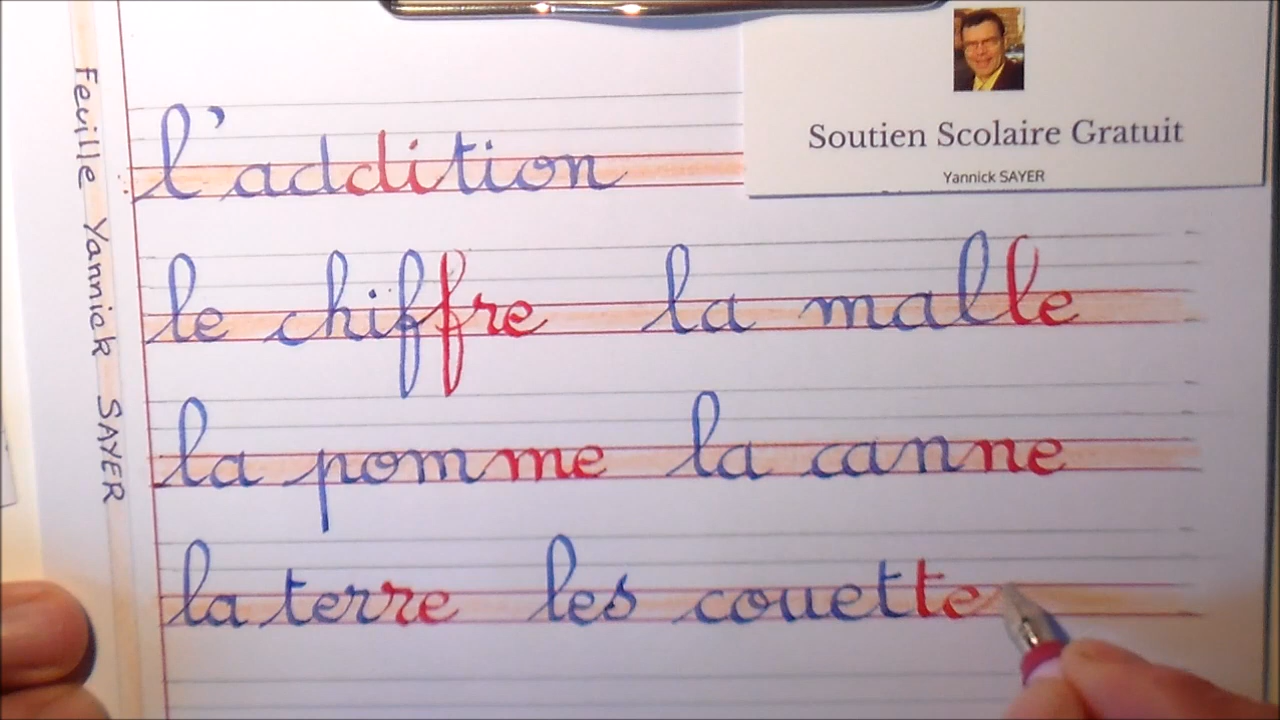 Feuille Yannick SAYER
Soutien Scolaire Gratuit
Yannick SAYER
l'addition
le chiffre la malle
la pomme la canne
la terre les couette